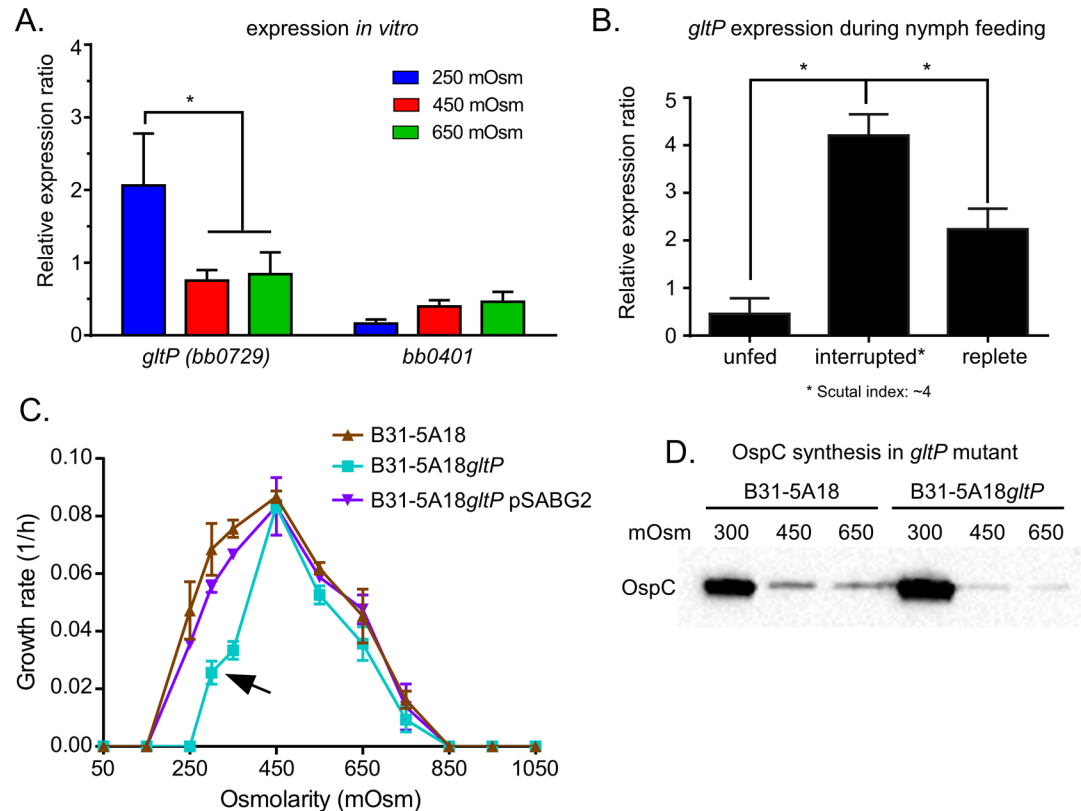 A.
expression in vitro
Relative expression ratio
4
3
2
1
0
250 mOsm
450 mOsm
650 mOsm
*
gltP (bb0729)
bb0401
B.
gltP expression during nymph feeding
Relative expression ratio
5
4
3
2
1
0
* *
unfed interrupted* replete
* Scutal index: ~4
C.
B31-5A18
B31-5A18gltP
B31-5A18gltP pSABG2
Growth rate (1/h)
0.10
0.08
0.06
0.04
0.02
0.00
50 250 450 650 850 1050
Osmolarity (mOsm)
D.
OspC synthesis in gltP mutant
B31-5A18 B31-5A18gltP
mOsm 300 450 650 300 450 650
OspC